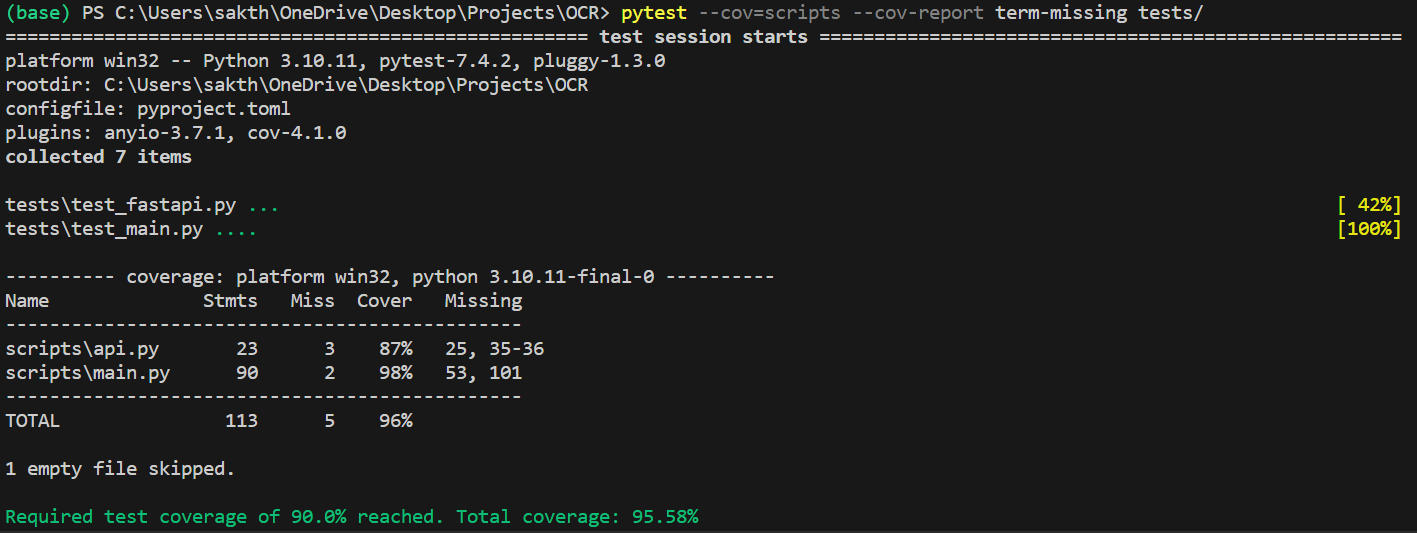 (base) PS C:\Users\sakth\OneDrive\Desktop\Projects\OCR> pytest --cov=scripts --cov-report term-missing tests/
===================================================== test session starts =====================================================
platform win32 -- Python 3.10.11, pytest-7.4.2, pluggy-1.3.0
rootdir: C:\Users\sakth\OneDrive\Desktop\Projects\OCR
configfile: pyproject.toml
plugins: anyio-3.7.1, cov-4.1.0
collected 7 items
tests\test_fastapi.py ... [ 42%]
tests\test_main.py .... [100%]
---------- coverage: platform win32, python 3.10.11-final-0 ----------
Name              Stmts   Miss  Cover   Missing
-----------------------------------------------
scripts\api.py       23      3    87%   25, 35-36
scripts\main.py      90      2    98%   53, 101
-----------------------------------------------
TOTAL               113      5    96%
1 empty file skipped.
Required test coverage of 90.0% reached. Total coverage: 95.58%